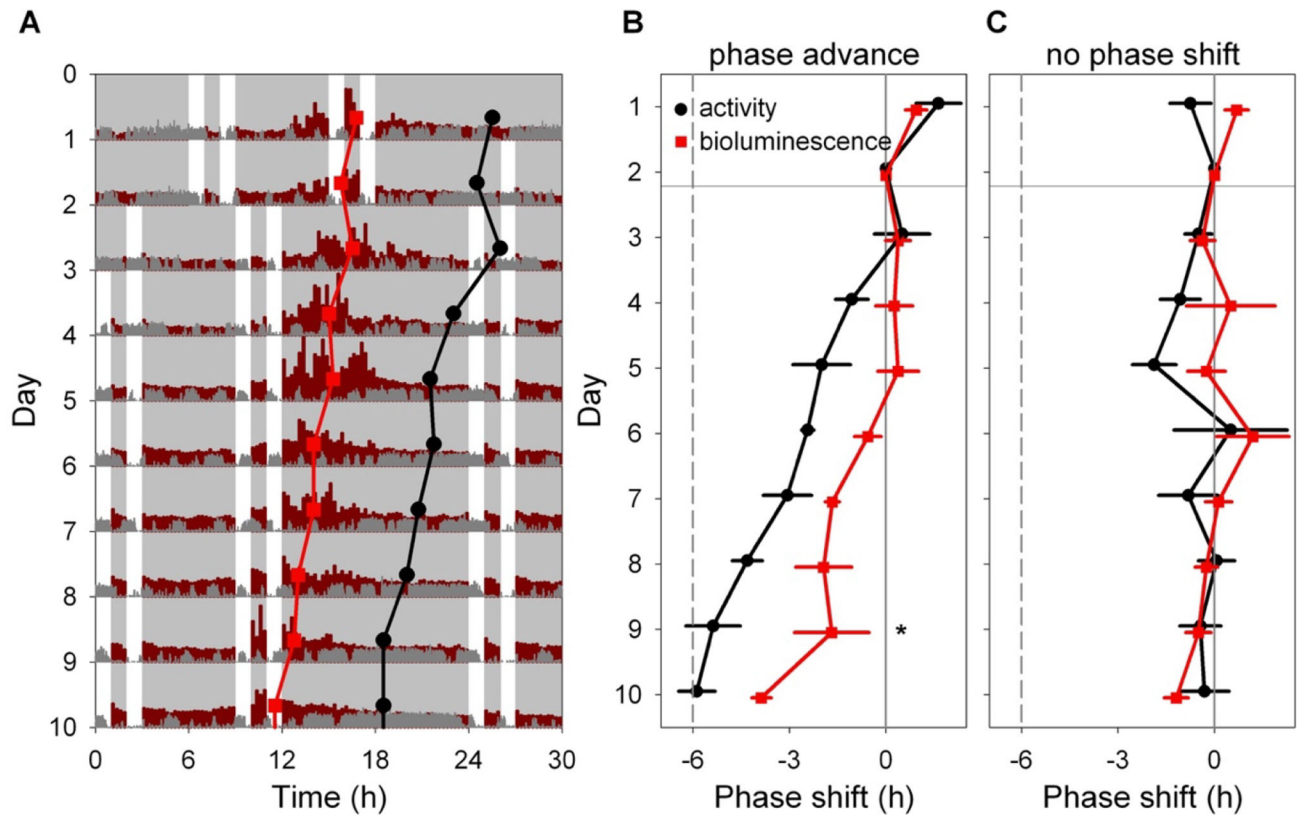 A
B
C
phase advance
no phase shift
0
1
2
3
4
5
6
7
8
9
10
Day
0
6
12
18
24
30
Time (h)
activity
bioluminescence
1
2
3
4
5
6
7
8
9
10
Day
*
-6
-3
0
Phase shift (h)
-6
-3
0
Phase shift (h)